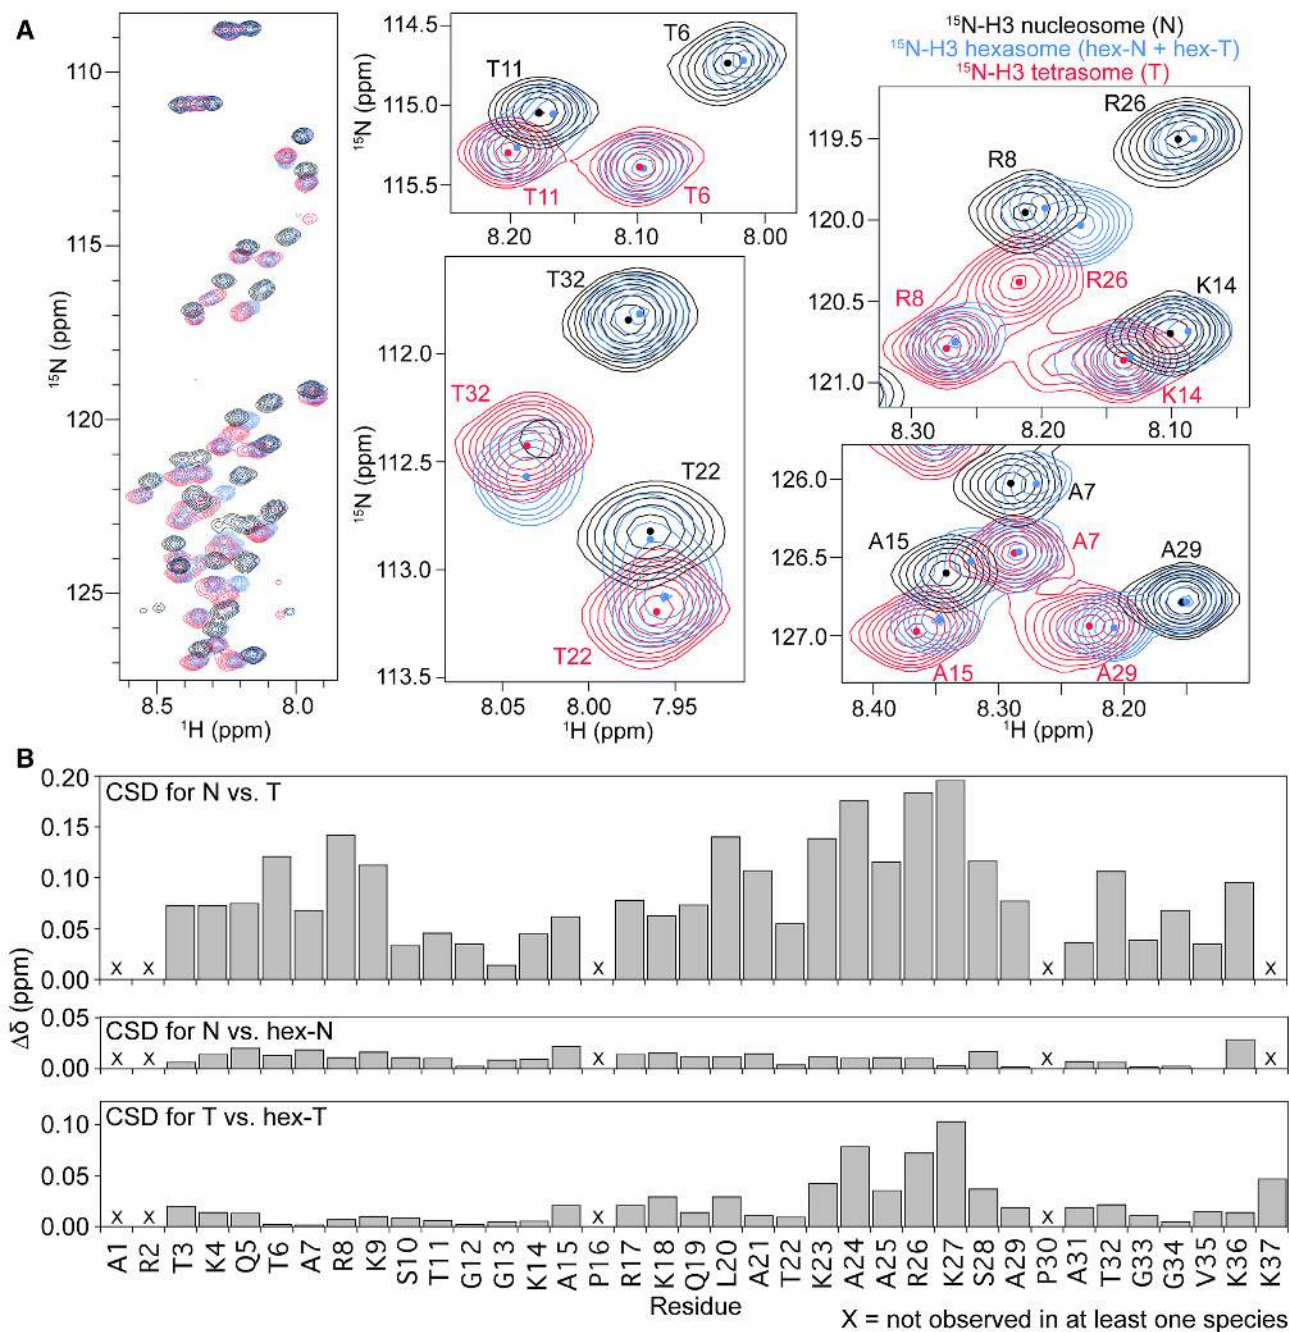 A
¹⁵N-H3 nucleosome (N)
¹⁵N-H3 hexasome (hex-N + hex-T)
¹⁵N-H3 tetrasome (T)
110
115
120
125
¹⁵N (ppm)
8.5
8.0
¹H (ppm)
114.5
115.0
115.5
¹⁵N (ppm)
T6
T11
T11
T6
8.20
8.10
8.00
112.0
112.5
113.0
113.5
¹⁵N (ppm)
T32
T32
T22
T22
8.05
8.00
7.95
¹H (ppm)
119.5
120.0
120.5
121.0
R26
R8
R26
R8
K14
K14
8.30
8.20
8.10
126.0
126.5
127.0
A7
A15
A7
A29
A15
A29
8.40
8.30
8.20
¹H (ppm)
B
CSD for N vs. T
0.20
0.15
0.10
0.05
0.00
X X X X X
CSD for N vs. hex-N
0.05
0.00
X X X X X
CSD for T vs. hex-T
0.10
0.05
0.00
X X X X
Δδ (ppm)
A1 R2 T3 K4 Q5 T6 A7 R8 K9 S10 T11 G12 G13 K14 A15 P16 R17 K18 Q19 L20 A21 T22 K23 A24 A25 R26 K27 S28 A29 P30 A31 T32 G33 G34 V35 K36 K37
Residue
X = not observed in at least one species